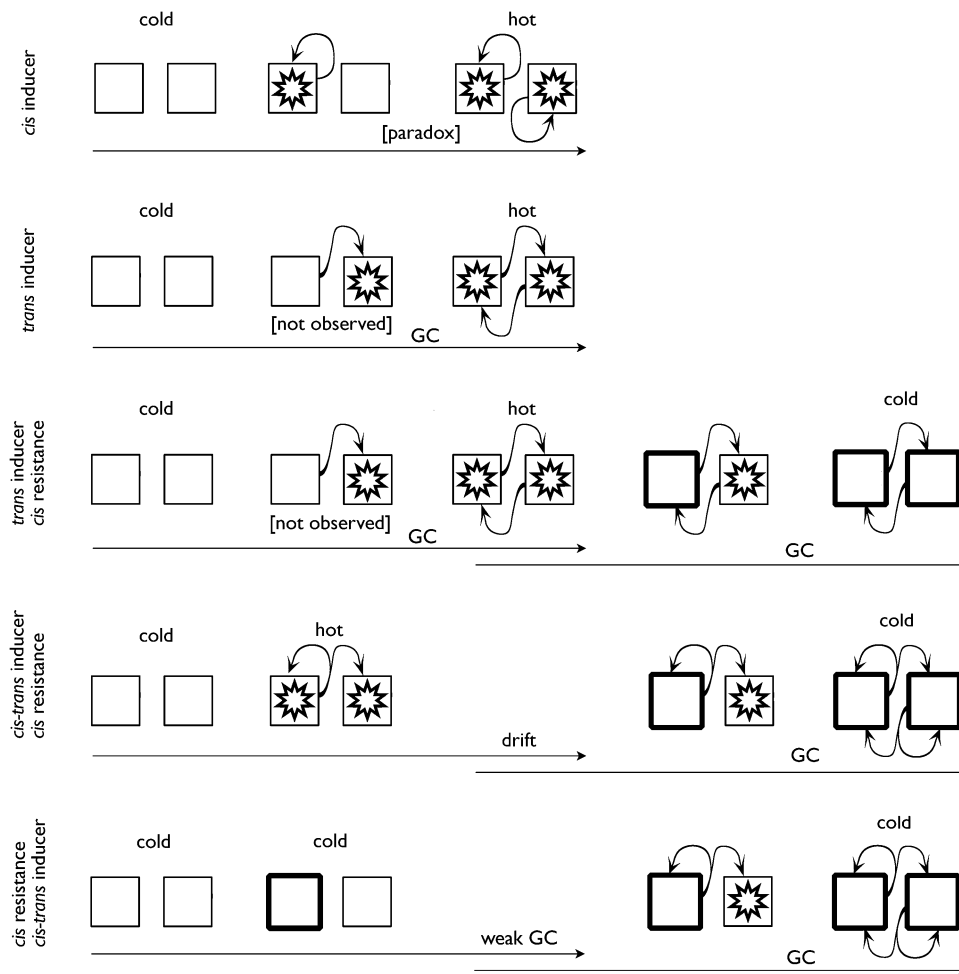 cold
hot
cis inducer
[paradox]
cold
hot
trans inducer
[not observed]
GC
cold
hot
cold
trans inducer
cis resistance
[not observed]
GC
GC
cold
hot
cold
cis-trans inducer
cis resistance
drift
GC
cold
cold
cold
cis resistance
cis-trans inducer
weak GC
GC